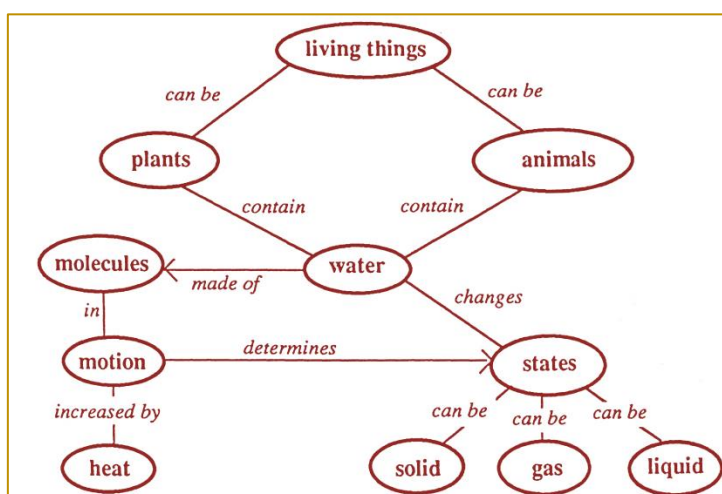 living things
can be
can be
plants
animals
contain
contain
molecules
water
made of
changes
in
motion
determines
states
increased by
can be
can be
can be
heat
solid
gas
liquid